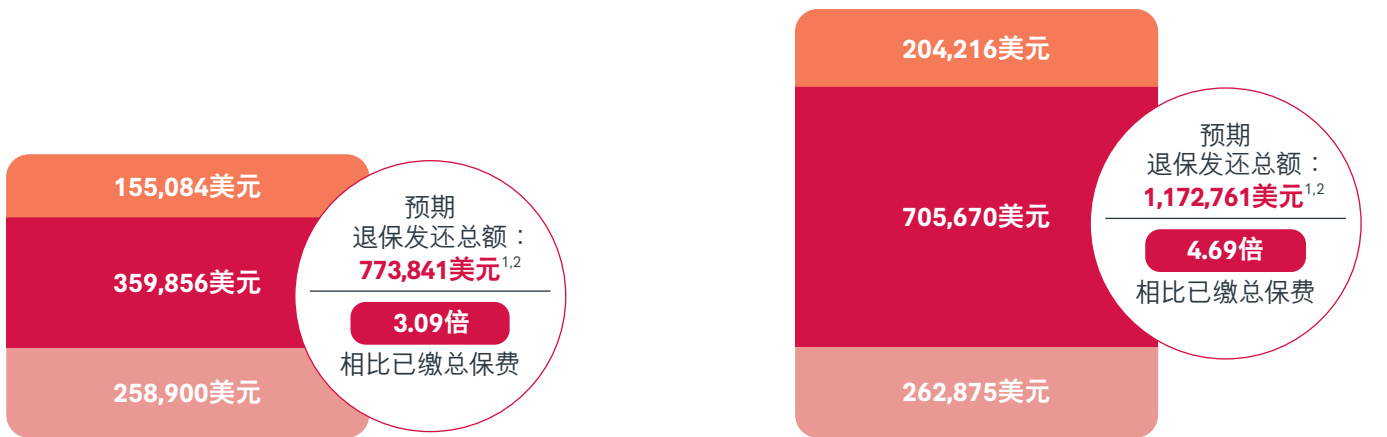 155,084美元
359,856美元
258,900美元
预期
退保发还总额：
773,841美元1,2
3.09倍
相比已缴总保费
204,216美元
705,670美元
262,875美元
预期
退保发还总额：
1,172,761美元1,2
4.69倍
相比已缴总保费